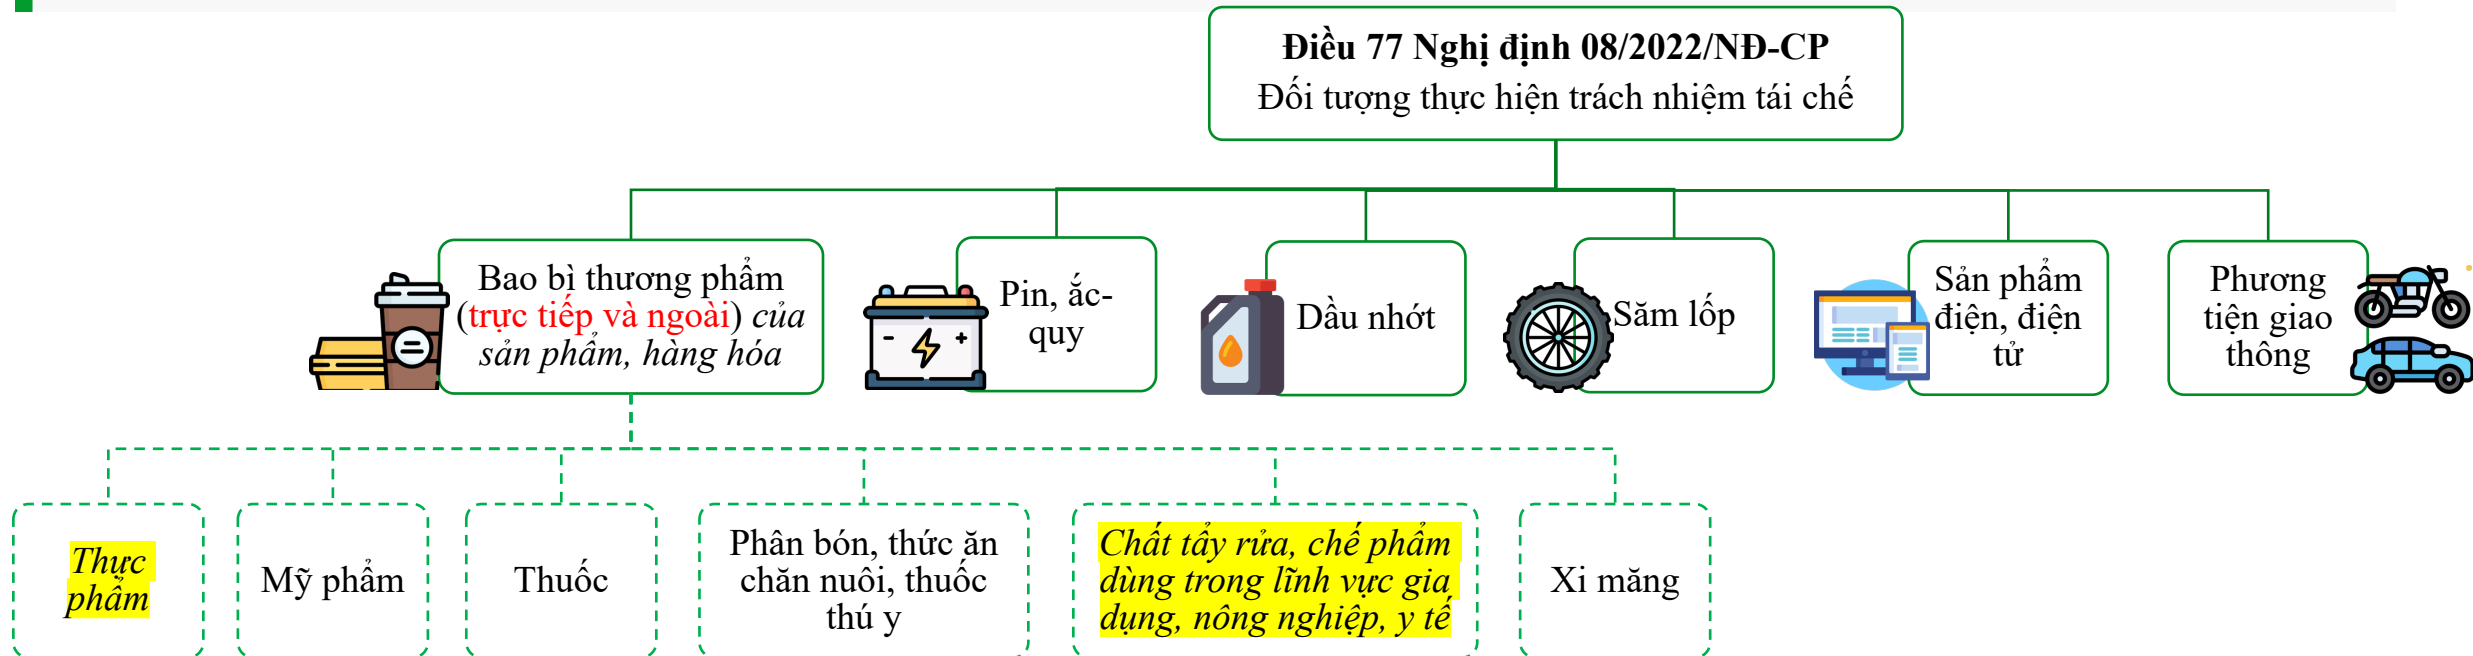 Điều 77 Nghị định 08/2022/NĐ-CP
Đối tượng thực hiện trách nhiệm tái chế
Bao bì thương phẩm
(trực tiếp và ngoài) của
sản phẩm, hàng hóa
Pin, ắc-
quy
Dầu nhớt
Săm lốp
Sản phẩm
điện, điện
tử
Phương
tiện giao
thông
Thực
phẩm
Mỹ phẩm
Thuốc
Phân bón, thức ăn
chăn nuôi, thuốc
thú y
Chất tẩy rửa, chế phẩm
dùng trong lĩnh vực gia
dụng, nông nghiệp, y tế
Xi măng